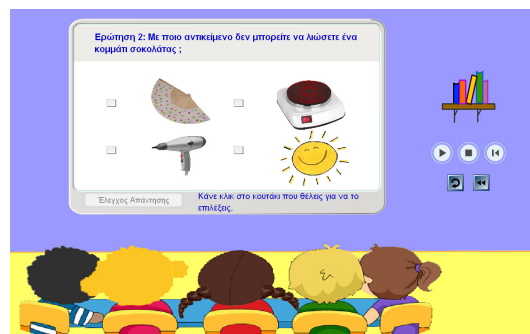 Ερώτηση 2: Με ποιο αντικείμενο δεν μπορείτε να λιώσετε ένα
κομμάτι σοκολάτας ;
Έλεγχος Απάντησης
Κάνε κλικ στο κουτάκι που θέλεις για να το
επιλέξεις.